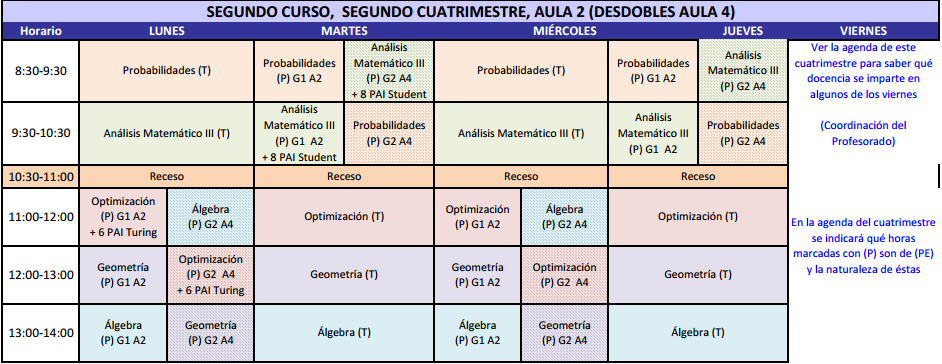 SEGUNDO CURSO, SEGUNDO CUATRIMESTRE, AULA 2 (DESDOBLES AULA 4)
Horario LUNES MARTES MIÉRCOLES JUEVES VIERNES
8:30-9:30
Probabilidades (T)
Probabilidades
(P) G1 A2
Análisis
Matemático III
(P) G2 A4
+ 8 PAI Student
Probabilidades (T)
Probabilidades
(P) G1 A2
Análisis
Matemático III
(P) G2 A4
Ver la agenda de este
cuatrimestre para saber qué
docencia se imparte en
algunos de los viernes
(Coordinación del
Profesorado)
9:30-10:30
Análisis Matemático III (T)
Análisis
Matemático III
(P) G1 A2
+ 8 PAI Student
Probabilidades
(P) G2 A4
Análisis Matemático III (T)
Análisis
Matemático III
(P) G1 A2
Probabilidades
(P) G2 A4
10:30-11:00 Receso Receso Receso Receso
11:00-12:00
Optimización
(P) G1 A2
+ 6 PAI Turing
Álgebra
(P) G2 A4
Optimización (T)
Optimización
(P) G1 A2
Álgebra
(P) G2 A4
Optimización (T)
En la agenda del cuatrimestre
se indicará qué horas
marcadas con (P) son de (PE)
y la naturaleza de éstas
12:00-13:00
Geometría
(P) G1 A2
Optimización
(P) G2 A4
+ 6 PAI Turing
Geometría (T)
Geometría
(P) G1 A2
Optimización
(P) G2 A4
Geometría (T)
13:00-14:00
Álgebra
(P) G1 A2
Geometría
(P) G2 A4
Álgebra (T)
Álgebra
(P) G1 A2
Geometría
(P) G2 A4
Álgebra (T)